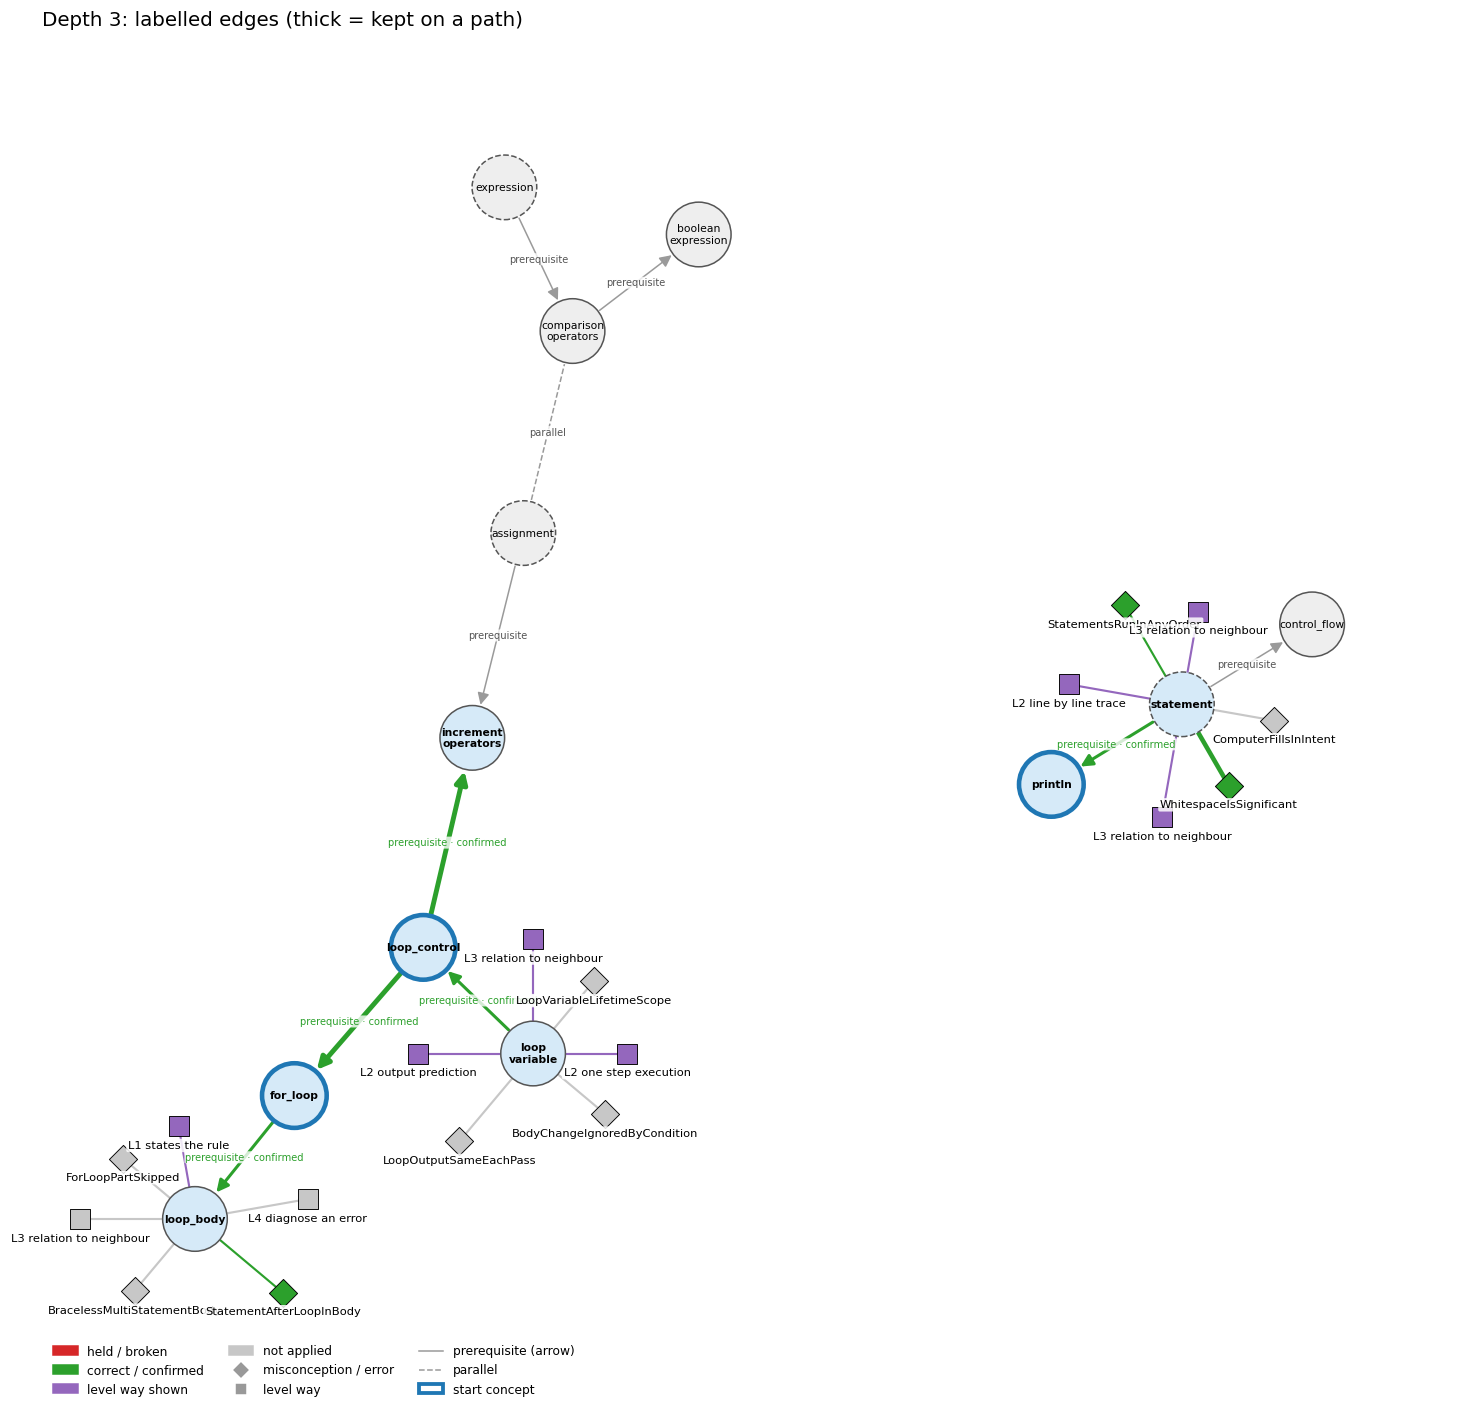 Depth 3: labelled edges (thick = kept on a path)
expression
boolean
expression
prerequisite
prerequisite
comparison
operators
parallel
assignment
prerequisite
increment
operators
prerequisite - confirmed
loop_control
L3 relation to neighbour
prerequisite - confir
LoopVariableLifetimeScope
prerequisite - confirmed
loop
variable
L2 output prediction
L2 one step execution
for_loop
BodyChangeIgnoredByCondition
LoopOutputSameEachPass
L1 states the rule
prerequisite - confirmed
ForLoopPartSkipped
loop_body
L4 diagnose an error
L3 relation to neighbour
BracelessMultiStatementBo
StatementAfterLoopInBody
StatementsRunInAnyOrder
L3 relation to neighbour
control_flow
prerequisite
L2 line by line trace
statement
ComputerFillsInIntent
prerequisite - confirmed
println
WhitespaceIsSignificant
L3 relation to neighbour
held / broken
correct / confirmed
level way shown
not applied
misconception / error
level way
prerequisite (arrow)
parallel
start concept